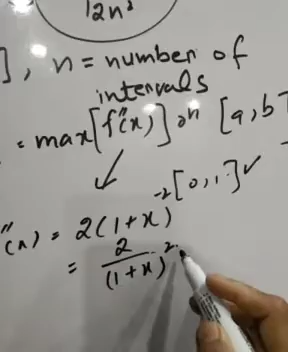 12n²
], n = number of
intervals
= max[f''(x)] on [a,b]
[0,1] ✓
''(x) = 2(1+x)⁻²
= 2/(1+x)²